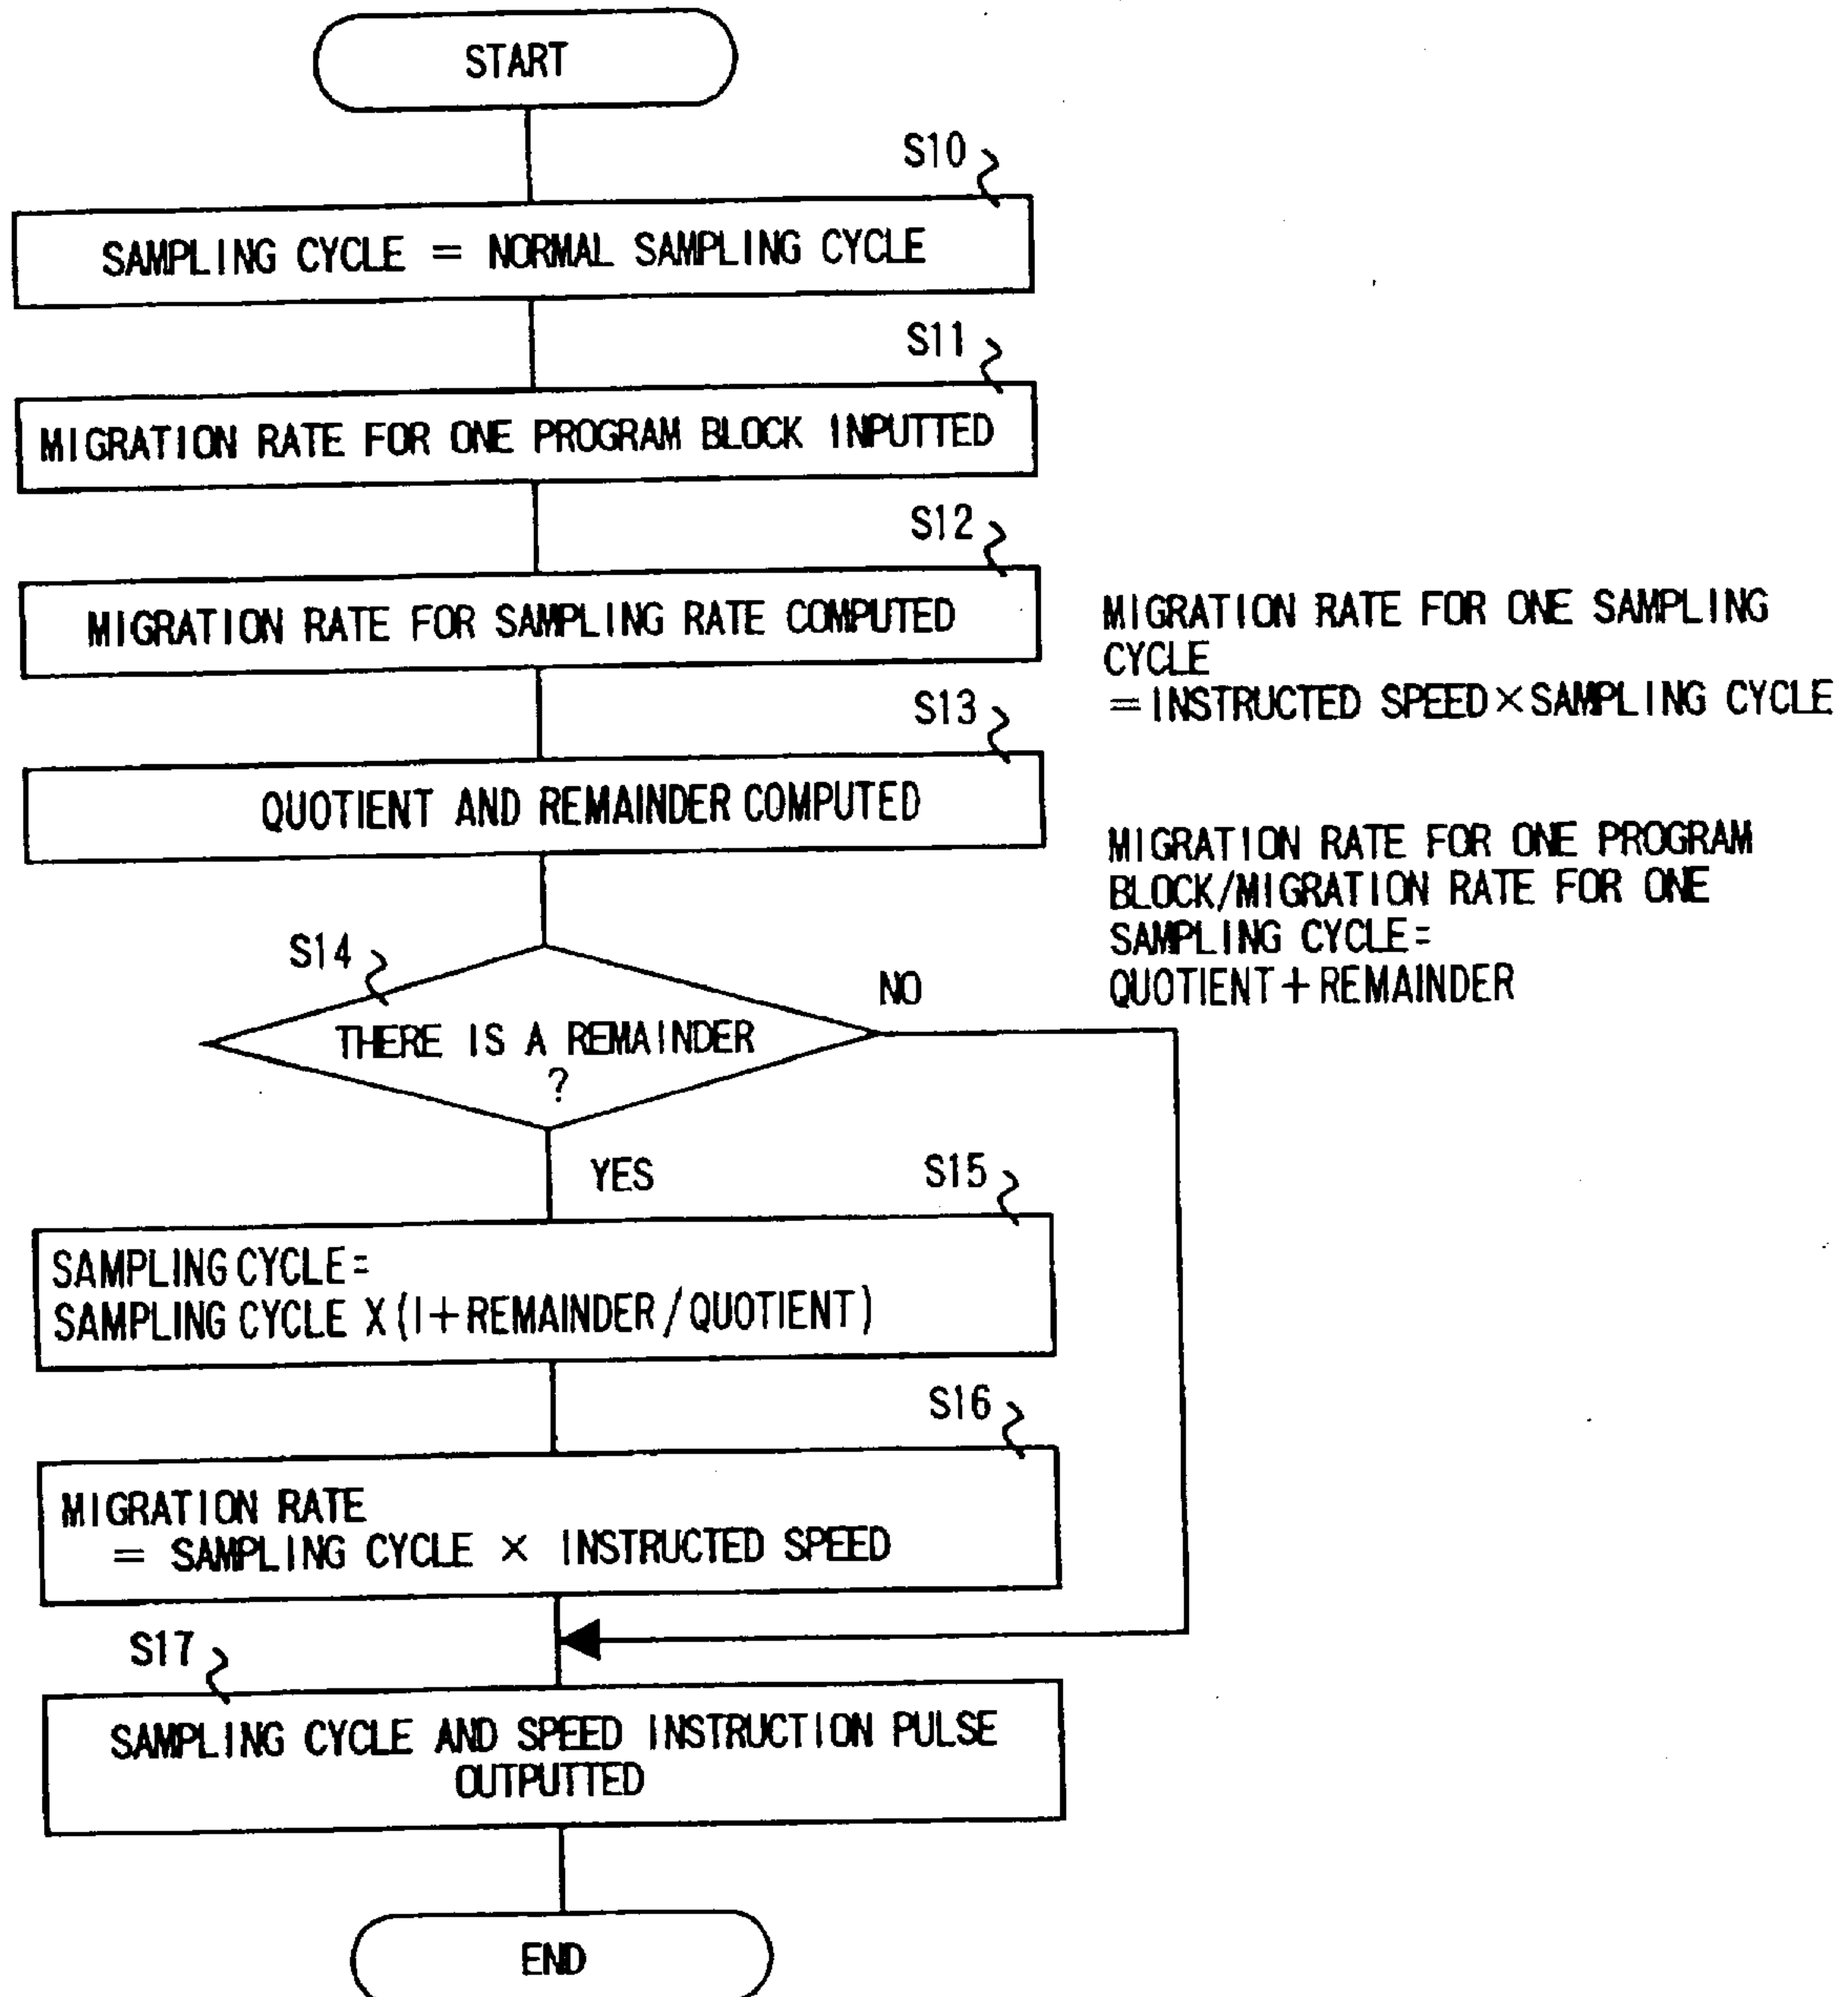 START
S10
SAMPLING CYCLE = NORMAL SAMPLING CYCLE
S11
MIGRATION RATE FOR ONE PROGRAM BLOCK INPUTTED
S12
MIGRATION RATE FOR SAMPLING RATE COMPUTED
MIGRATION RATE FOR ONE SAMPLING
CYCLE
=INSTRUCTED SPEED×SAMPLING CYCLE
S13
QUOTIENT AND REMAINDER COMPUTED
MIGRATION RATE FOR ONE PROGRAM
BLOCK/MIGRATION RATE FOR ONE
SAMPLING CYCLE=
QUOTIENT+REMAINDER
S14
NO
THERE IS A REMAINDER
?
YES
S15
SAMPLING CYCLE=
SAMPLING CYCLE X (1+REMAINDER/QUOTIENT)
S16
MIGRATION RATE
= SAMPLING CYCLE × INSTRUCTED SPEED
S17
SAMPLING CYCLE AND SPEED INSTRUCTION PULSE
OUTPUTTED
END